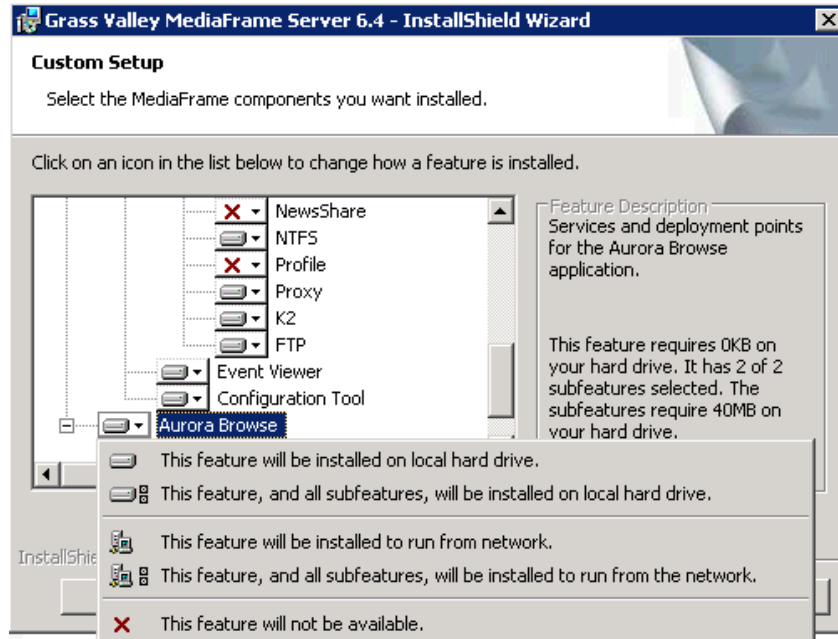 Grass Valley MediaFrame Server 6.4 - InstallShield Wizard
Custom Setup
Select the MediaFrame components you want installed.
Click on an icon in the list below to change how a feature is installed.
NewsShare
NTFS
Profile
Proxy
K2
FTP
Event Viewer
Configuration Tool
Aurora Browse
Feature Description
Services and deployment points
for the Aurora Browse
application.
This feature requires 0KB on
your hard drive. It has 2 of 2
subfeatures selected. The
subfeatures require 40MB on
your hard drive.
This feature will be installed on local hard drive.
This feature, and all subfeatures, will be installed on local hard drive.
This feature will be installed to run from network.
InstallShie
This feature, and all subfeatures, will be installed to run from the network.
This feature will not be available.